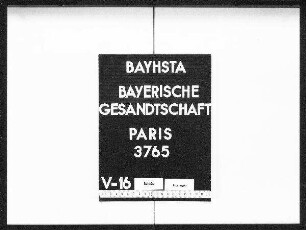 BAYHSTA
BAYERISCHE
GESANDTSCHAFT
PARIS
3765
V-16